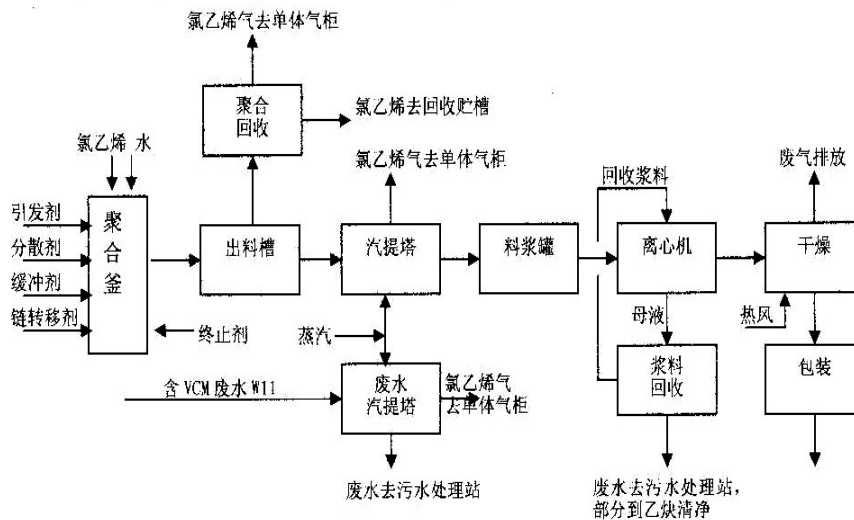 氯乙烯气去单体气柜
聚合
回收
氯乙烯去回收贮槽
氯乙烯 水
氯乙烯气去单体气柜
废气排放
回收浆料
引发剂
分散剂
缓冲剂
链转移剂
聚
合
釜
出料槽
汽提塔
料浆罐
离心机
干燥
终止剂
蒸汽
母液
热风
含VCM废水W11
废水
汽提塔
氯乙烯气
去单体气柜
浆料
回收
包装
废水去污水处理站
废水去污水处理站,
部分到乙炔清净